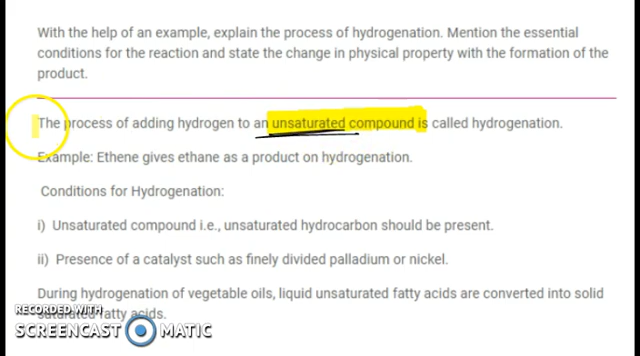 With the help of an example, explain the process of hydrogenation. Mention the essential
conditions for the reaction and state the change in physical property with the formation of the
product.
The process of adding hydrogen to an unsaturated compound is called hydrogenation.
Example: Ethene gives ethane as a product on hydrogenation.
Conditions for Hydrogenation:
i) Unsaturated compound i.e., unsaturated hydrocarbon should be present.
ii) Presence of a catalyst such as finely divided palladium or nickel.
During hydrogenation of vegetable oils, liquid unsaturated fatty acids are converted into solid
saturated fatty acids.
RECORDED WITH
SCREENCAST MATIC